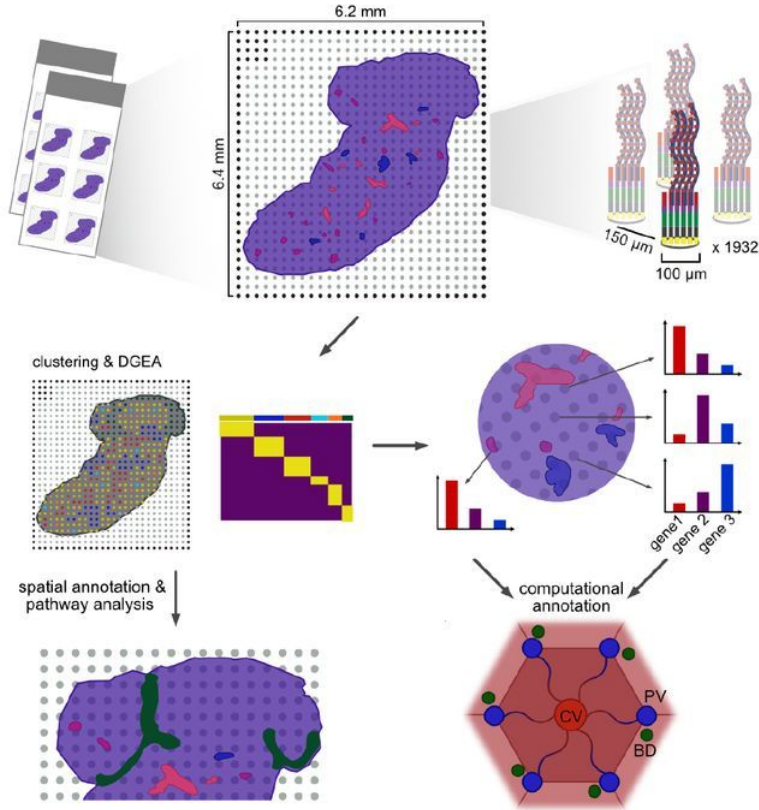 6.2 mm
6.4 mm
150 µm
x 1932
100 µm
clustering & DGEA
gene1
gene 2
gene 3
spatial annotation &
pathway analysis
computational
annotation
PV
CV
BD